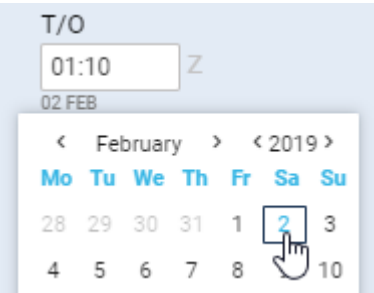 T/O
01:10 Z
02 FEB
< February > < 2019 >
Mo Tu We Th Fr Sa Su
28 29 30 31 1 2 3
4 5 6 7 8 10